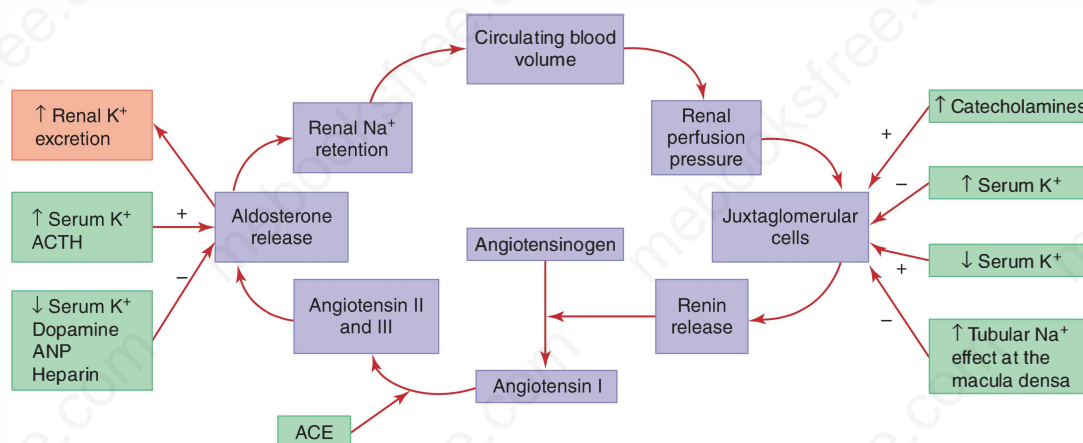 Circulating blood
volume
↑ Renal K⁺
excretion
Renal Na⁺
retention
Renal
perfusion
pressure
↑ Catecholamines
+
–
↑ Serum K⁺
↑ Serum K⁺
ACTH
+
Aldosterone
release
Juxtaglomerular
cells
Angiotensinogen
+
↓ Serum K⁺
–
–
↓ Serum K⁺
Dopamine
ANP
Heparin
Angiotensin II
and III
Renin
release
↑ Tubular Na⁺
effect at the
macula densa
Angiotensin I
ACE
mebooksfree.com